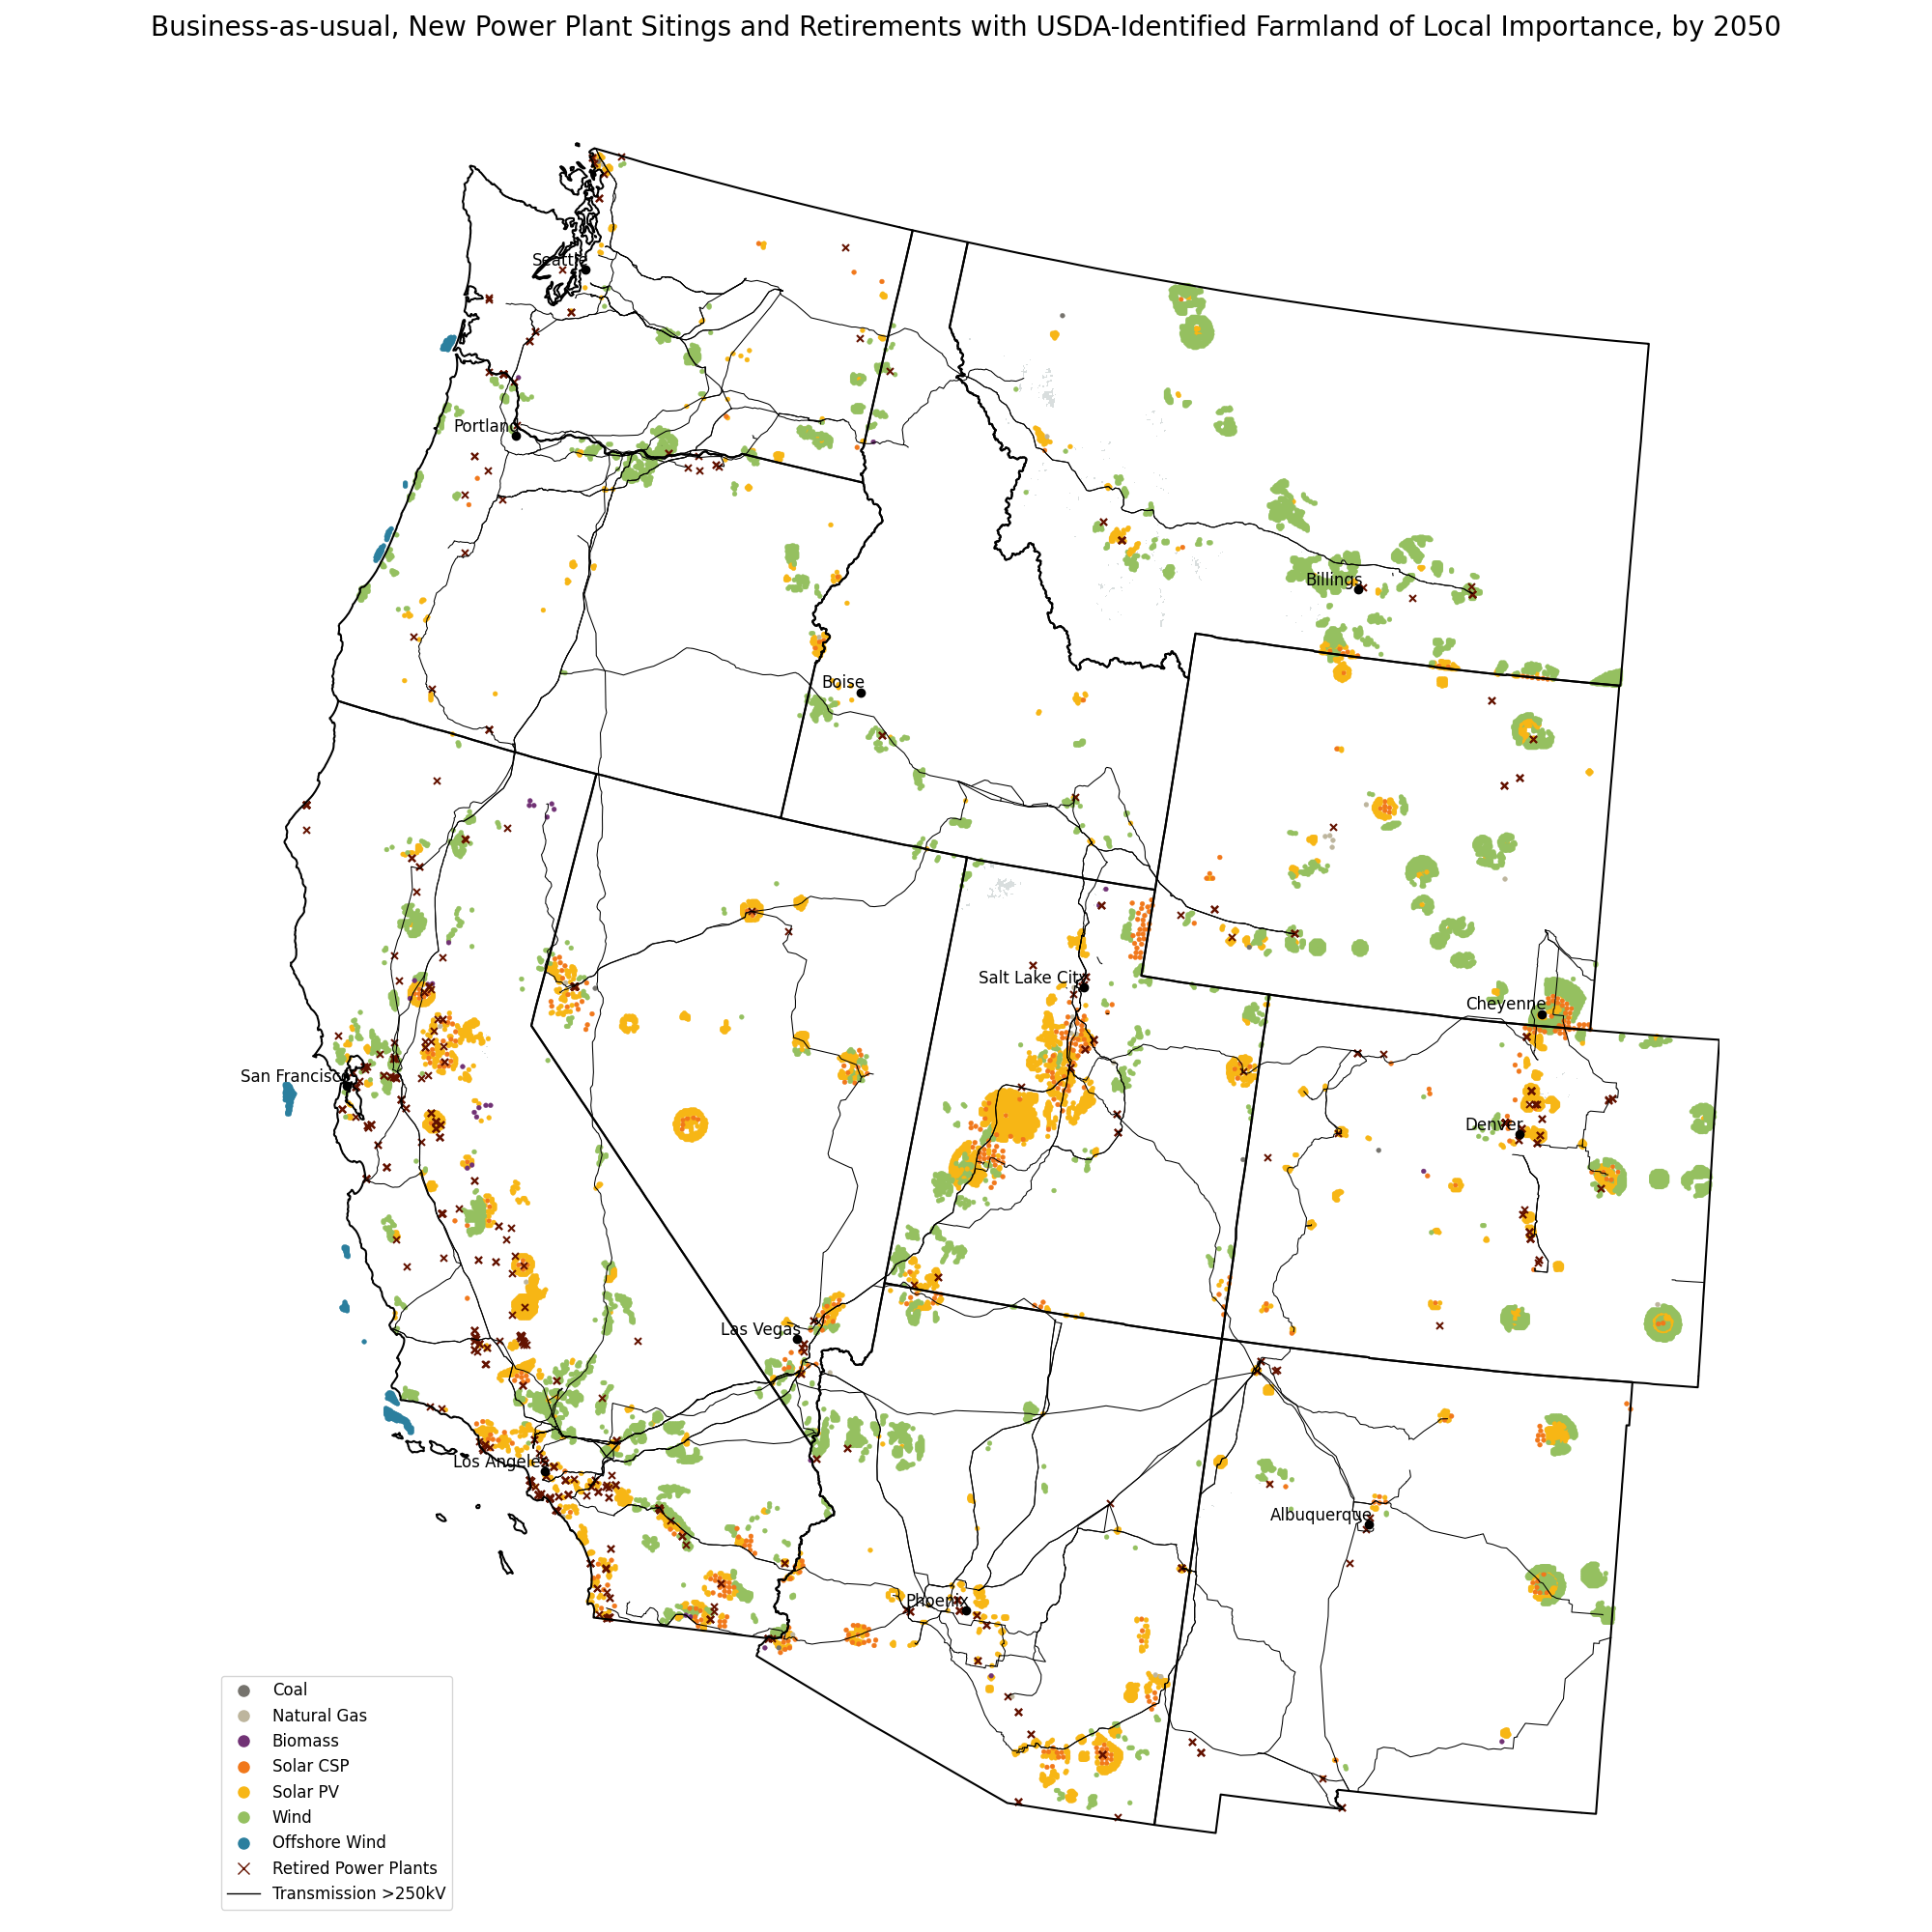 Business-as-usual, New Power Plant Sitings and Retirements with USDA-Identified Farmland of Local Importance, by 2050
Seattle
Portland
Billings
Boise
Salt Lake City
Cheyenne
San Francisco
Denver
Las Vegas
Los Angeles
Albuquerque
Phoenix
Coal
Natural Gas
Biomass
Solar CSP
Solar PV
Wind
Offshore Wind
Retired Power Plants
Transmission >250kV